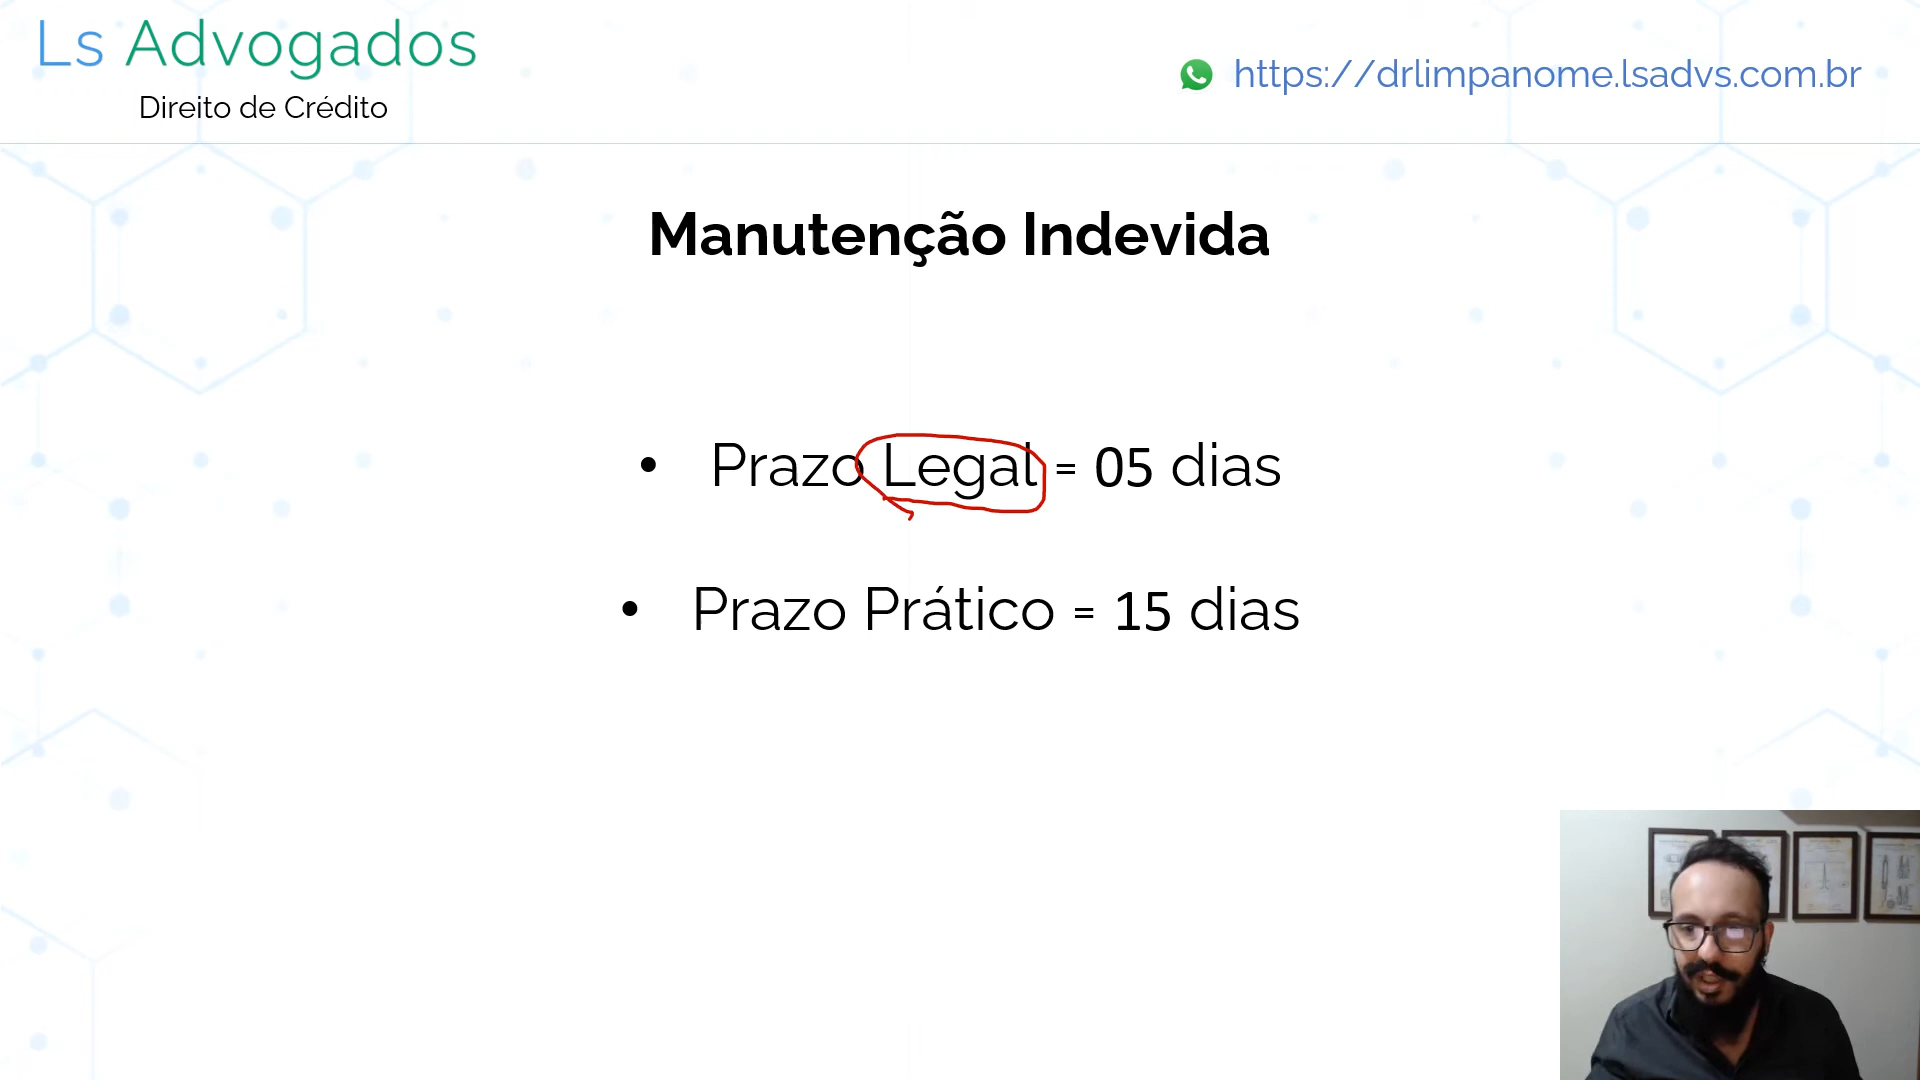 Ls Advogados
Direito de Crédito
https://drlimpanome.lsadvs.com.br
Manutenção Indevida
• Prazo Legal = 05 dias
• Prazo Prático = 15 dias